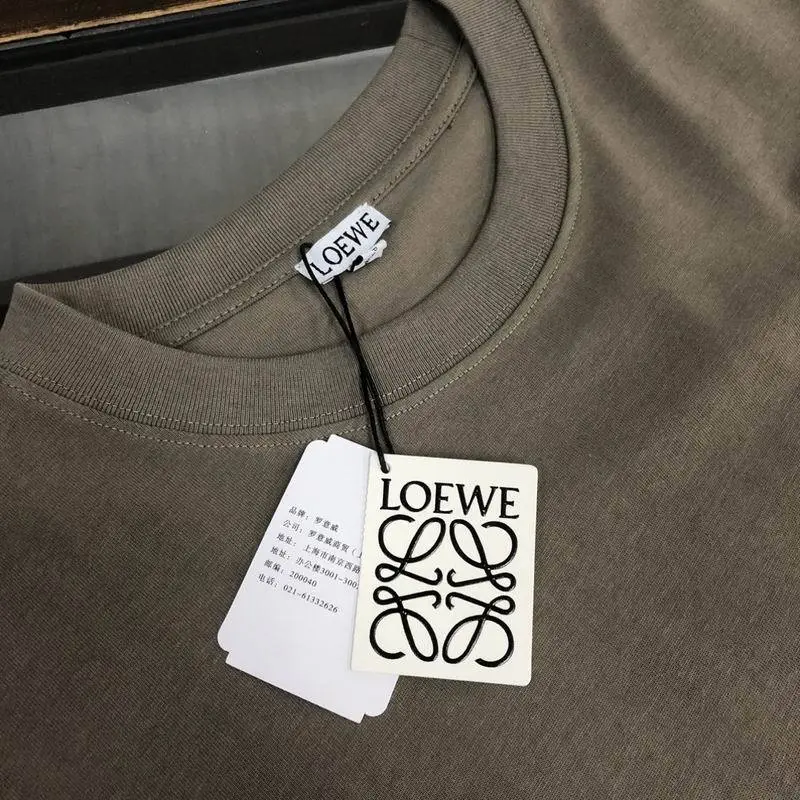 LOEWE
LOEWE
品牌: 罗意威
公司: 罗意威商贸(
地址: 上海市南京西路
地址: 办公楼3001-300
邮编: 200040
电话: 021-61332626